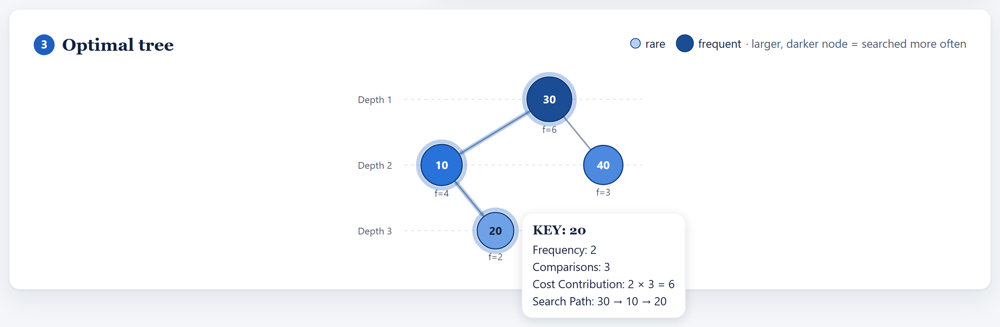 3 Optimal tree
rare frequent · larger, darker node = searched more often
Depth 1
30
f=6
Depth 2
10
40
f=4
f=3
Depth 3
20
f=2
KEY: 20
Frequency: 2
Comparisons: 3
Cost Contribution: 2 × 3 = 6
Search Path: 30 → 10 → 20